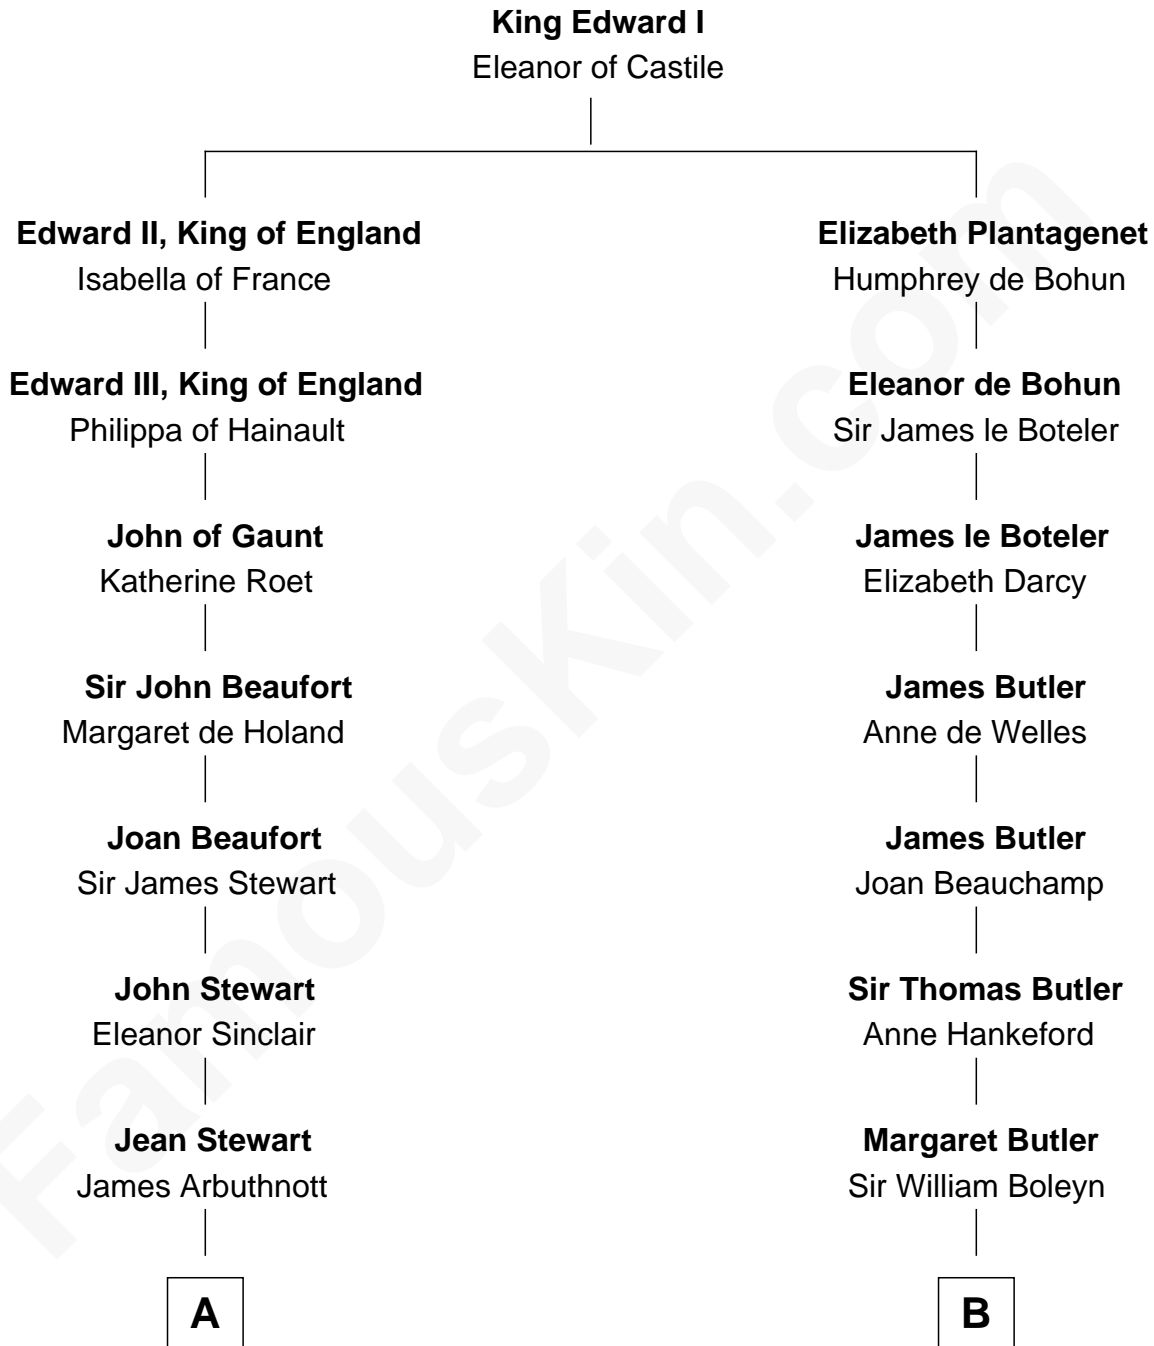 King Edward I
Eleanor of Castile
Edward II, King of England
Isabella of France
Elizabeth Plantagenet
Humphrey de Bohun
Edward III, King of England
Philippa of Hainault
Eleanor de Bohun
Sir James le Boteler
John of Gaunt
Katherine Roet
James le Boteler
Elizabeth Darcy
Sir John Beaufort
Margaret de Holand
James Butler
Anne de Welles
Joan Beaufort
Sir James Stewart
James Butler
Joan Beauchamp
John Stewart
Eleanor Sinclair
Sir Thomas Butler
Anne Hankeford
Jean Stewart
James Arbuthnott
Margaret Butler
Sir William Boleyn
A
B
FamousKin.com